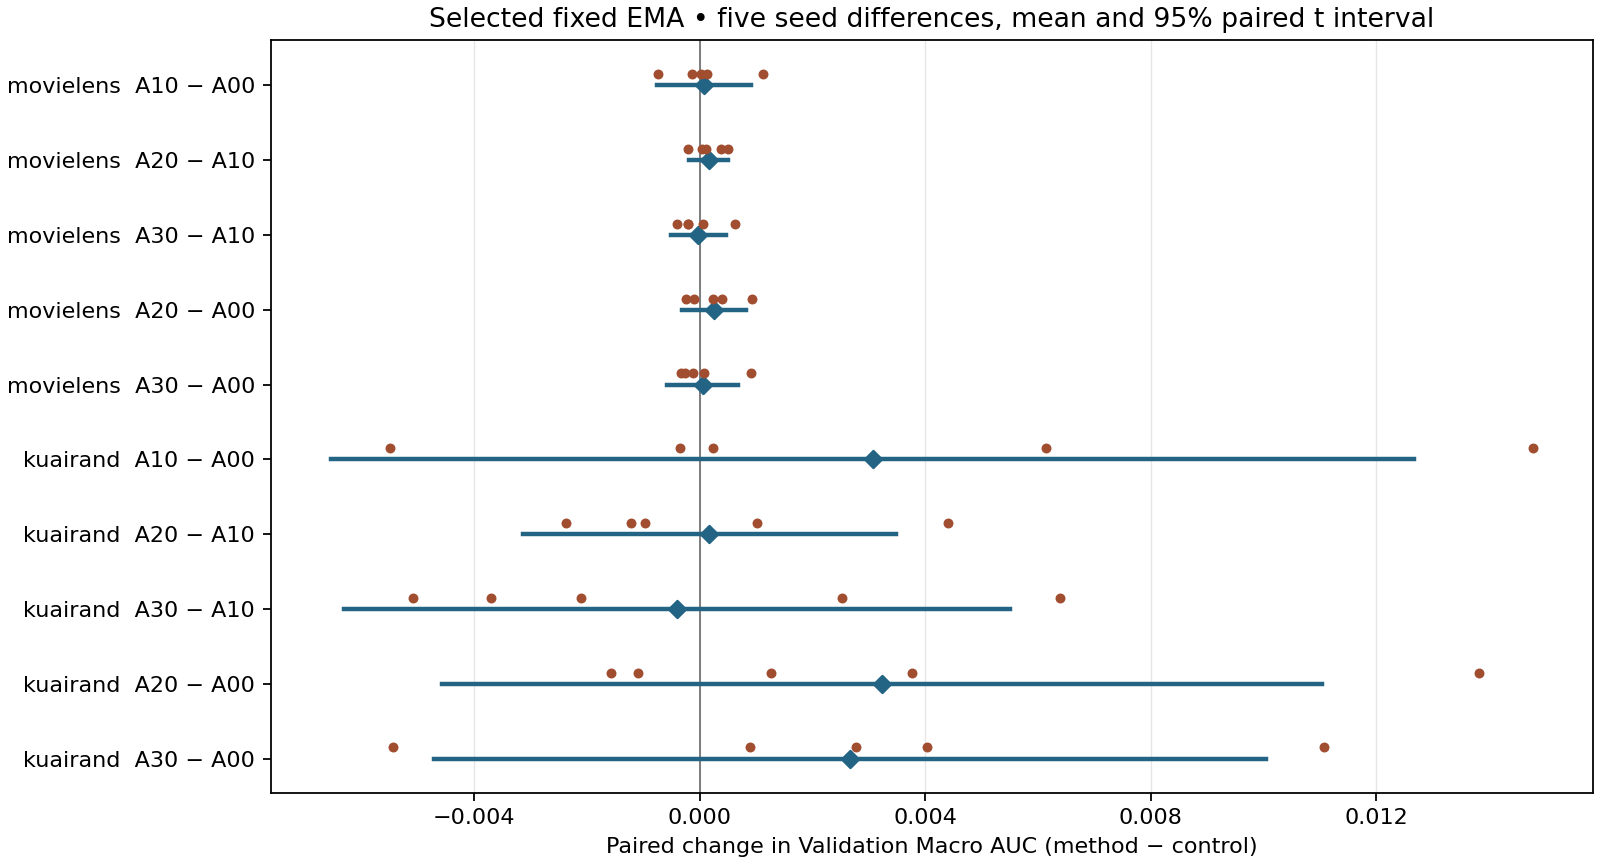 Selected fixed EMA • five seed differences, mean and 95% paired t interval
movielens  A10 − A00
movielens  A20 − A10
movielens  A30 − A10
movielens  A20 − A00
movielens  A30 − A00
kuairand  A10 − A00
kuairand  A20 − A10
kuairand  A30 − A10
kuairand  A20 − A00
kuairand  A30 − A00
−0.004 0.000 0.004 0.008 0.012
Paired change in Validation Macro AUC (method − control)